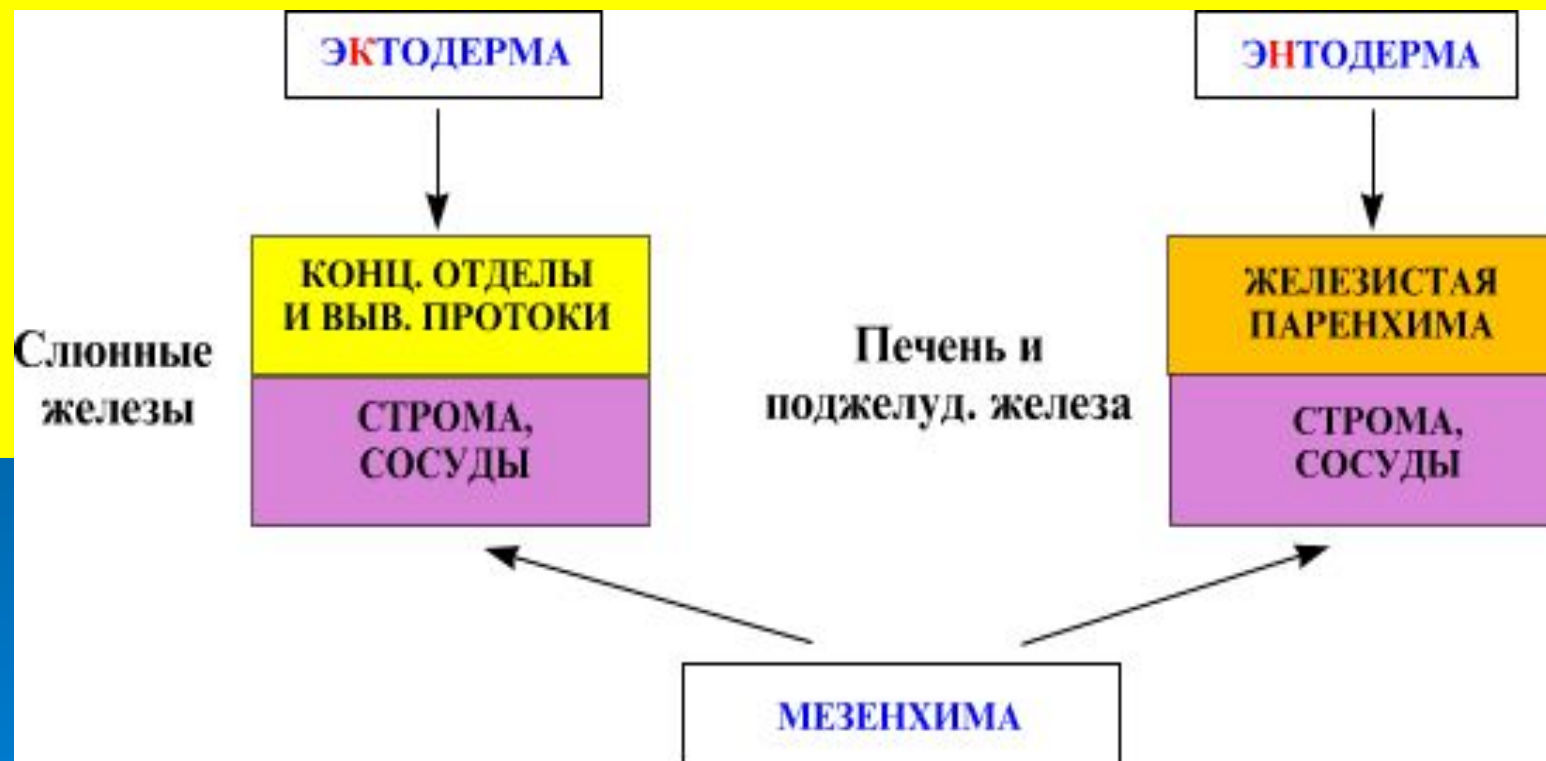 ЭКТОДЕРМА
ЭНТОДЕРМА
КОНЦ. ОТДЕЛЫ
И ВЫВ. ПРОТОКИ
ЖЕЛЕЗИСТАЯ
ПАРЕНХИМА
Слюнные
железы
Печень и
поджелуд. железа
СТРОМА,
СОСУДЫ
СТРОМА,
СОСУДЫ
МЕЗЕНХИМА